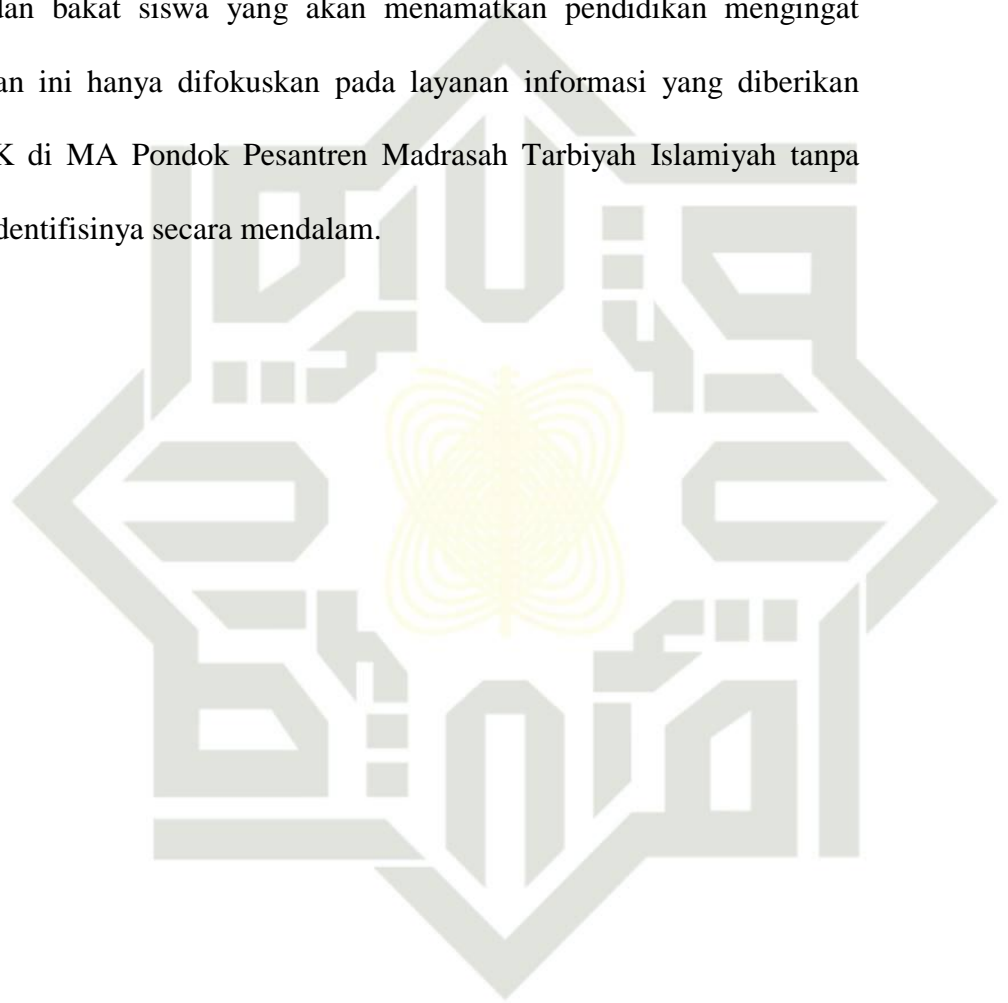 dan bakat siswa yang akan menamatkan pendidikan mengingat
an ini hanya difokuskan pada layanan informasi yang diberikan
K di MA Pondok Pesantren Madrasah Tarbiyah Islamiyah tanpa
dentifisinya secara mendalam.